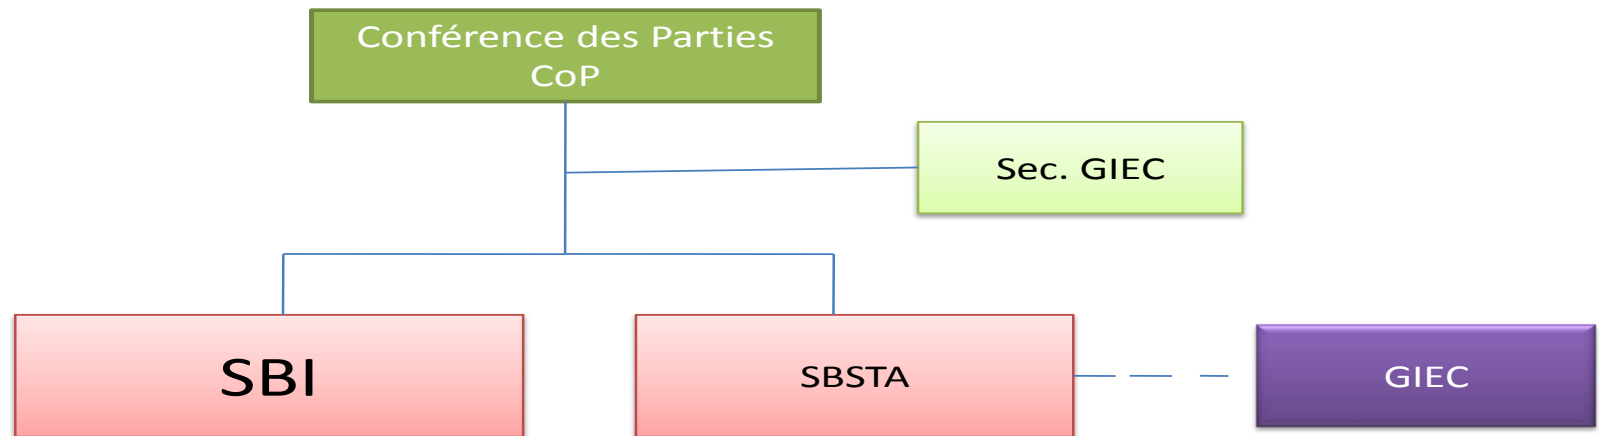 Conférence des Parties
CoP
Sec. GIEC
SBI
SBSTA
GIEC